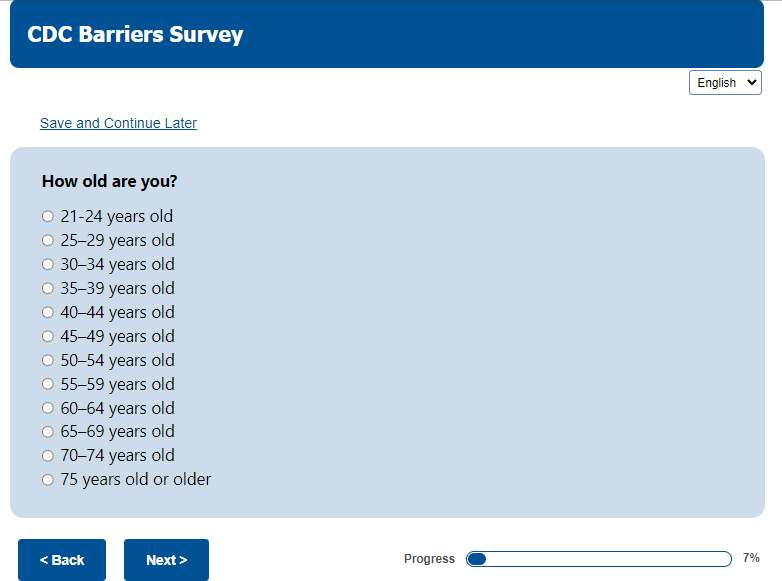 CDC Barriers Survey
English
Save and Continue Later
How old are you?
21-24 years old
25–29 years old
30–34 years old
35–39 years old
40–44 years old
45–49 years old
50–54 years old
55–59 years old
60–64 years old
65–69 years old
70–74 years old
75 years old or older
< Back Next > Progress 7%